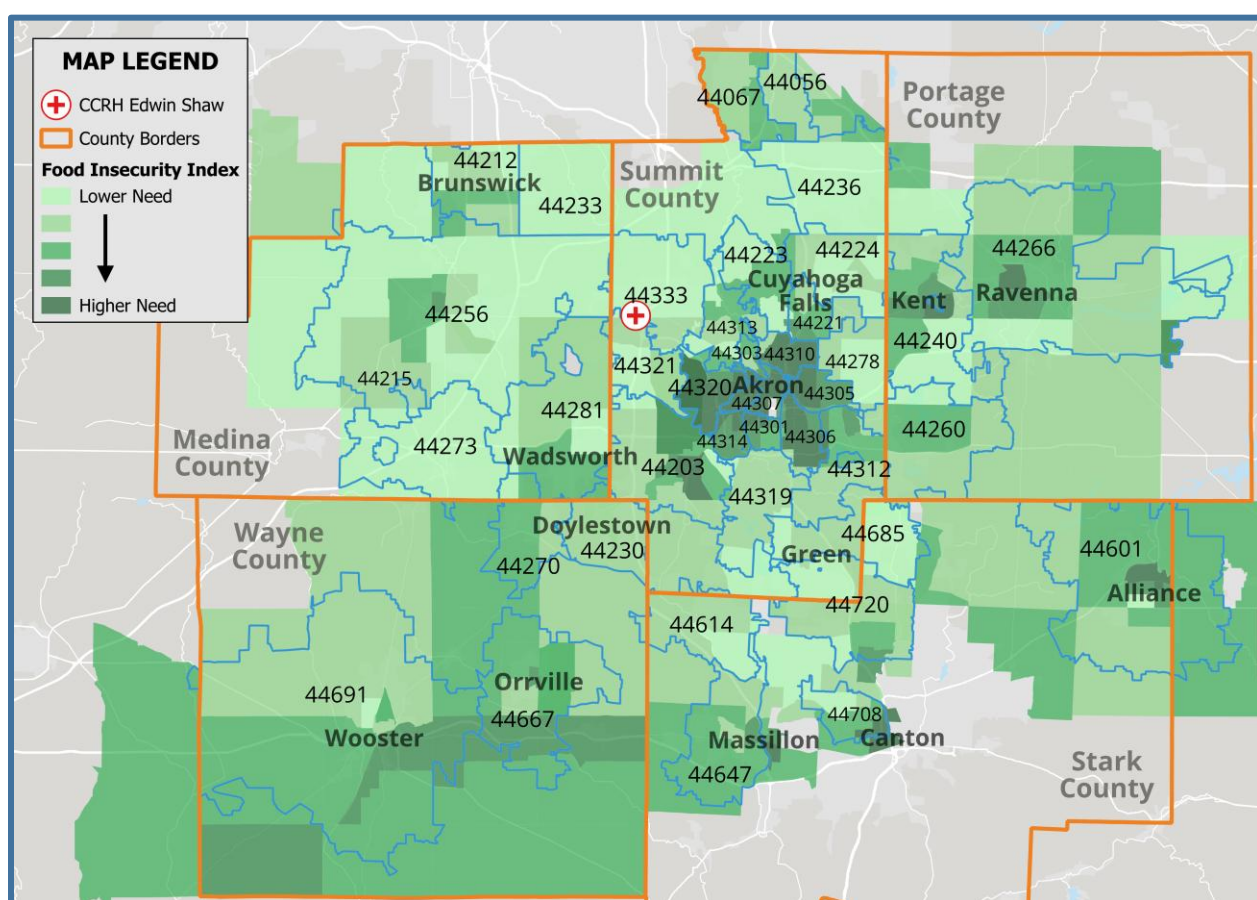 MAP LEGEND
CCRH Edwin Shaw
County Borders
Food Insecurity Index
Lower Need
Higher Need
44056
44067
Portage
County
44212
Brunswick
44233
Summit
County
44236
44223
44224
Cuyahoga
Falls
44266
Ravenna
Kent
44333
44256
44313
44221
44240
44303
44310
44278
44321
44215
44320
Akron
44305
44307
44281
44301
44306
44314
44260
Medina
County
44273
Wadsworth
44203
44312
44319
Wayne
County
Doylestown
44230
44270
Green
44685
44601
Alliance
44720
44614
Orrville
44691
44667
Wooster
44708
Massillon
Canton
44647
Stark
County